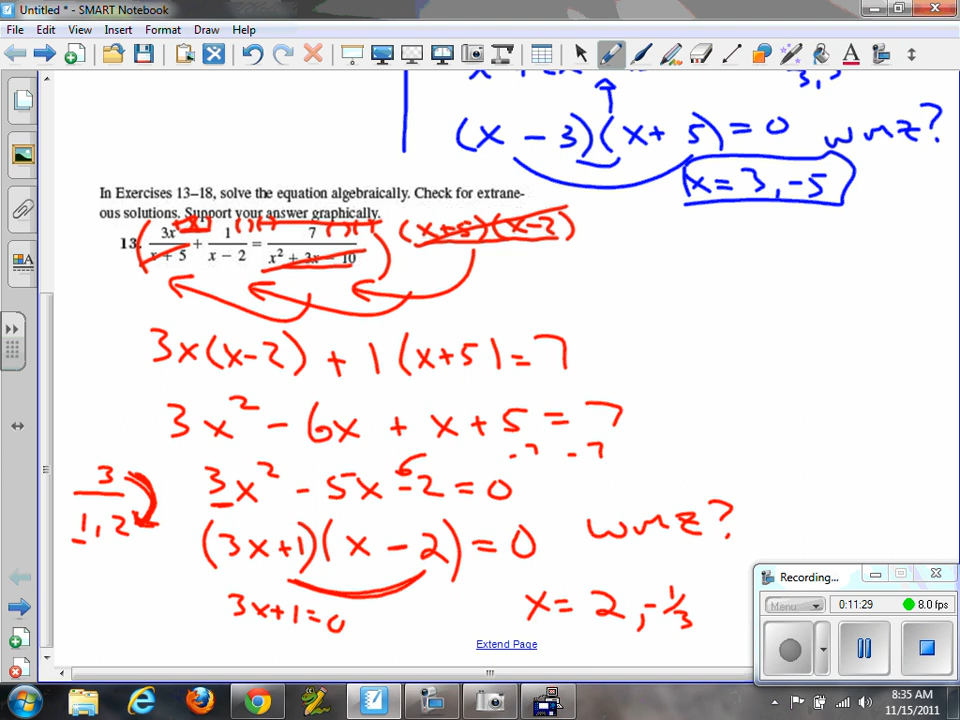 Untitled * - SMART Notebook
File Edit View Insert Format Tools Draw Help
(x - 3)(x + 5) = 0 wmz?
x = 3, -5
In Exercises 13–18, solve the equation algebraically. Check for extrane-
ous solutions. Support your answer graphically.
13. 3x/(x + 5) + 1/(x − 2) = 7/(x² + 3x − 10) (x+5)(x-2)
3x(x-2) + 1(x+5) = 7
3x² - 6x + x + 5 = 7
-7 -7
3x² - 5x - 2 = 0
6
3
1, 2
(3x+1)(x - 2) = 0 wmz?
3x+1=0
x = 2, -1/3
Extend Page
Recording...
Menu
0:11:29
8.0 fps
8:35 AM
11/15/2011